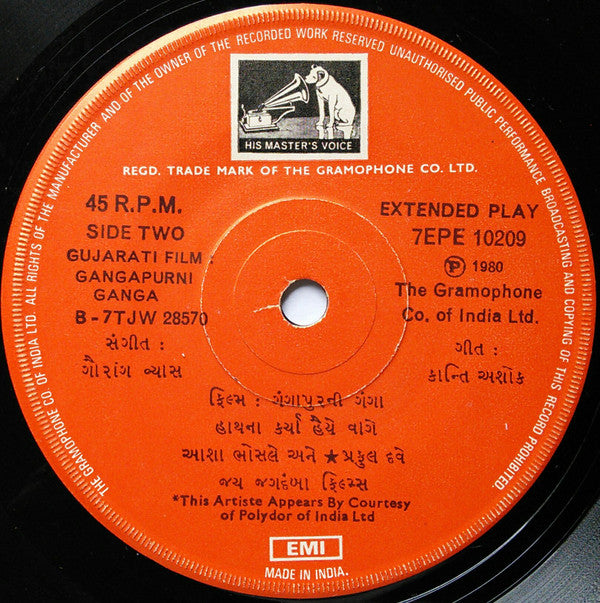 THE GRAMOPHONE CO OF INDIA LTD. ALL RIGHTS OF THE MANUFACTURER AND OF THE OWNER OF THE RECORDED WORK RESERVED UNAUTHORISED PUBLIC PERFORMANCE BROADCASTING AND COPYING OF THIS RECORD PROHIBITED
HIS MASTER'S VOICE
REGD. TRADE MARK OF THE GRAMOPHONE CO. LTD.
45 R.P.M.
SIDE TWO
GUJARATI FILM :
GANGAPURNI
GANGA
B-7TJW 28570
સંગીત :
ગૌરાંગ વ્યાસ
EXTENDED PLAY
7EPE 10209
℗ 1980
The Gramophone
Co. of India Ltd.
ગીત :
કાન્તિ અશોક
ફિલ્મ : ગંગાપુરની ગંગા
હાથના કર્યા હૈયે વાગે
આશા ભોસલે અને ★ પ્રફુલ દવે
જય જગદંબા ફિલ્મ્સ
*This Artiste Appears By Courtesy
of Polydor of India Ltd
EMI
MADE IN INDIA.